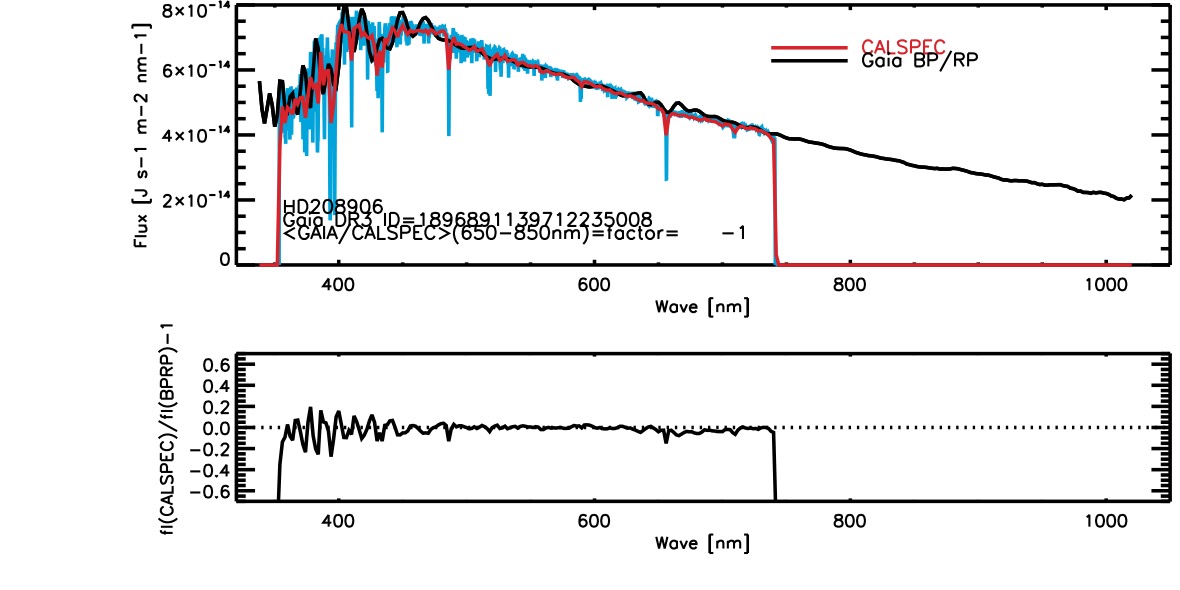 8×10⁻¹⁴
6×10⁻¹⁴
4×10⁻¹⁴
2×10⁻¹⁴
0
Flux [J s−1 m−2 nm−1]
CALSPEC
Gaia BP/RP
HD208906
Gaia DR3 ID=1896891139712235008
<GAIA/CALSPEC>(650−850nm)=factor= −1
400 600 800 1000
Wave [nm]
fl(CALSPEC)/fl(BPRP)−1
0.6
0.4
0.2
0.0
−0.2
−0.4
−0.6
400 600 800 1000
Wave [nm]